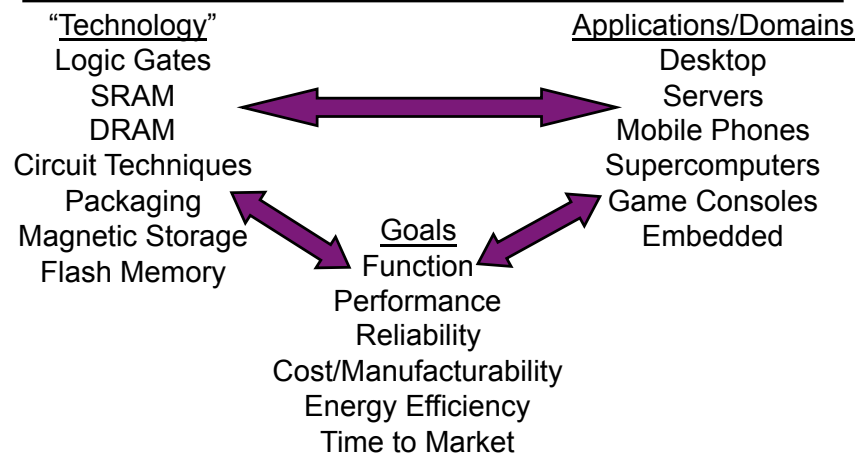 “Technology”
Logic Gates
SRAM
DRAM
Circuit Techniques
Packaging
Magnetic Storage
Flash Memory
Applications/Domains
Desktop
Servers
Mobile Phones
Supercomputers
Game Consoles
Embedded
Goals
Function
Performance
Reliability
Cost/Manufacturability
Energy Efficiency
Time to Market